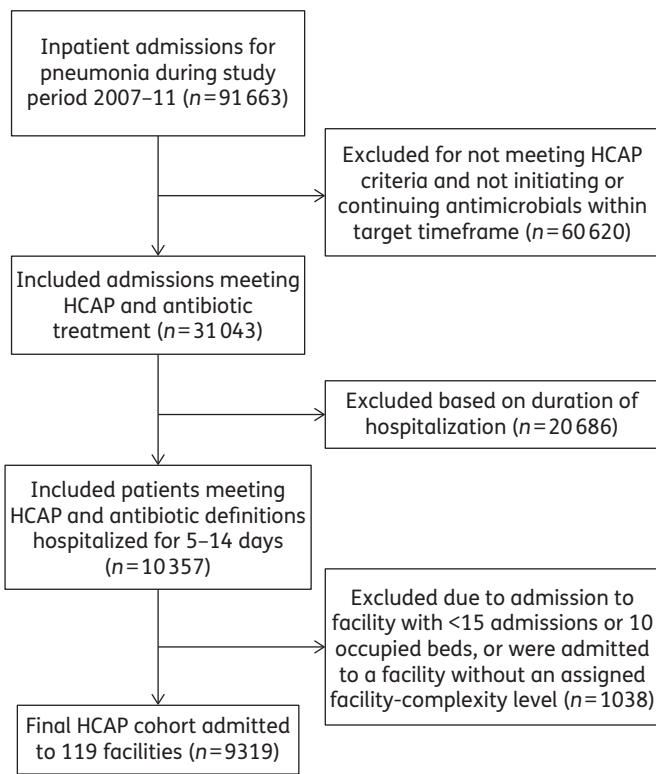 Inpatient admissions for
pneumonia during study
period 2007–11 (n=91 663)
Excluded for not meeting HCAP
criteria and not initiating or
continuing antimicrobials within
target timeframe (n=60 620)
Included admissions meeting
HCAP and antibiotic
treatment (n=31 043)
Excluded based on duration of
hospitalization (n=20 686)
Included patients meeting
HCAP and antibiotic definitions
hospitalized for 5–14 days
(n=10 357)
Excluded due to admission to
facility with <15 admissions or 10
occupied beds, or were admitted
to a facility without an assigned
facility-complexity level (n=1038)
Final HCAP cohort admitted
to 119 facilities (n=9319)